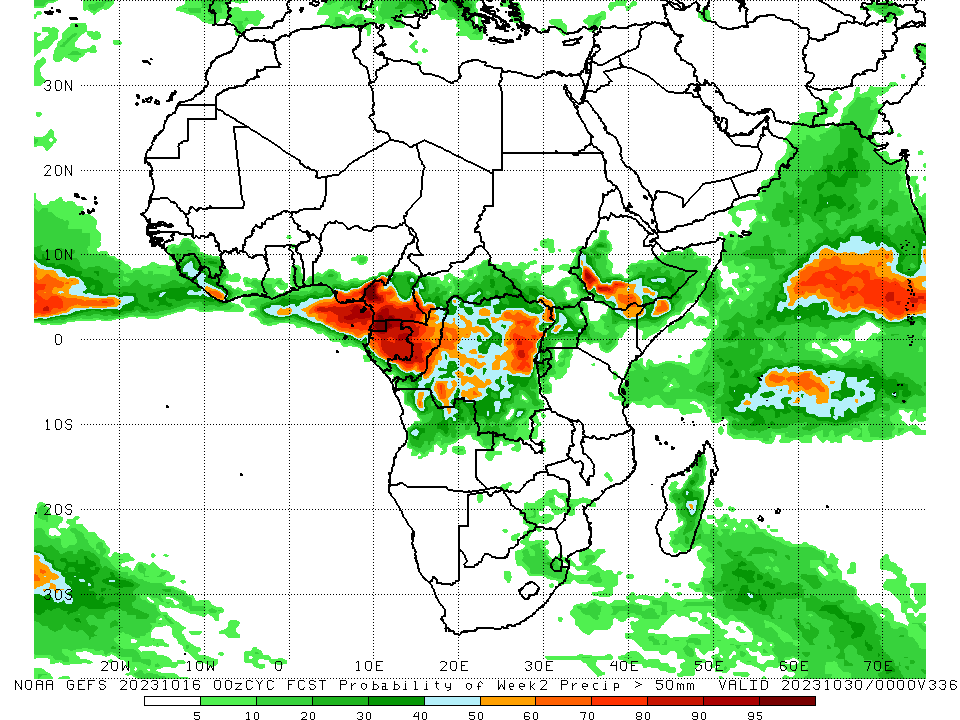 30N
20N
10N
0
10S
20S
30S
20W 10W 0 10E 20E 30E 40E 50E 60E 70E
NOAA GEFS 20231016 00zCYC FCST Probability of Week2 Precip > 50mm VALID 20231030/0000V336
5 10 20 30 40 50 60 70 80 90 95